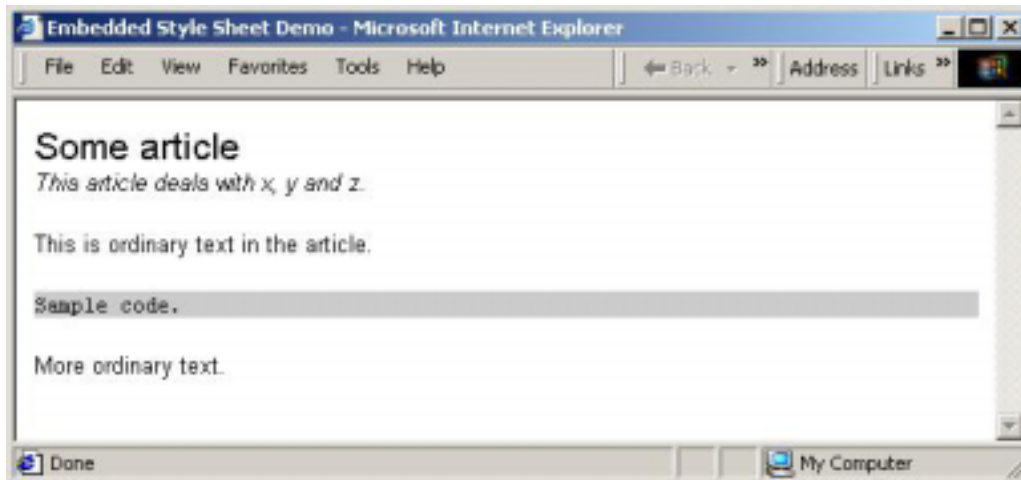 Embedded Style Sheet Demo - Microsoft Internet Explorer
File Edit View Favorites Tools Help Back » Address Links »
Some article
This article deals with x, y and z.
This is ordinary text in the article.
Sample code.
More ordinary text.
Done My Computer